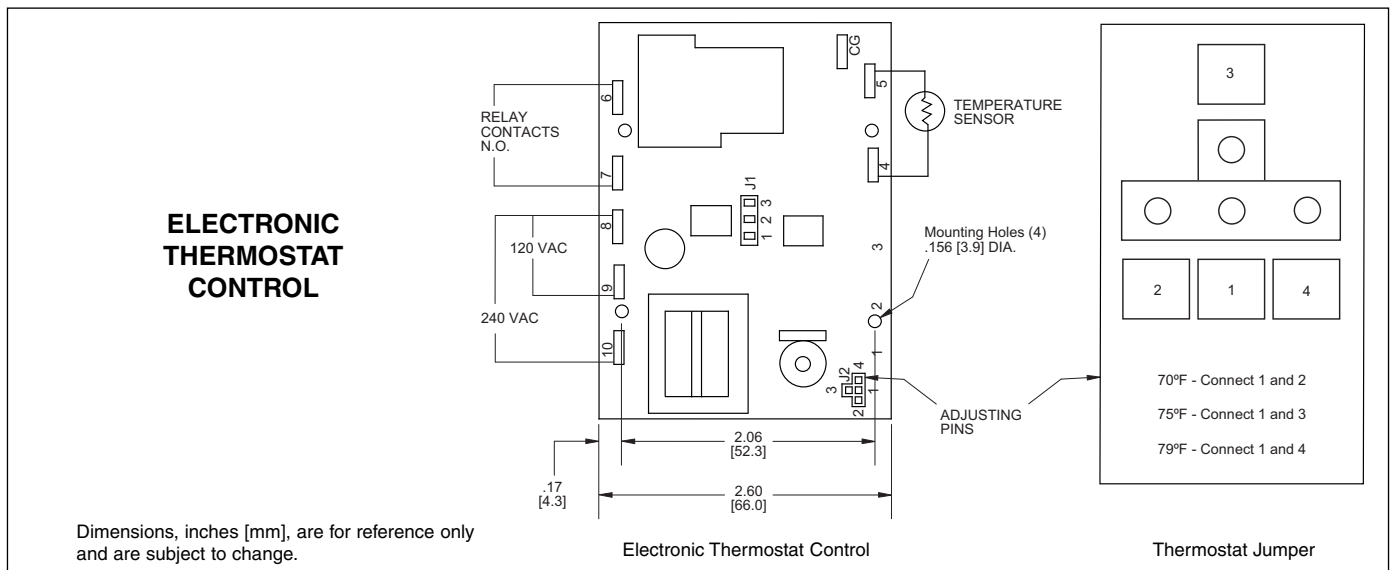 ELECTRONIC
THERMOSTAT
CONTROL
Dimensions, inches [mm], are for reference only
and are subject to change.
RELAY
CONTACTS
N.O.
120 VAC
240 VAC
6
7
8
9
10
CG
5
4
3
2
1
J1
3
2
1
J2
4
3
1
2
TEMPERATURE
SENSOR
Mounting Holes (4)
.156 [3.9] DIA.
ADJUSTING
PINS
2.06
[52.3]
.17
[4.3]
2.60
[66.0]
Electronic Thermostat Control
3
2
1
4
70ºF - Connect 1 and 2
75ºF - Connect 1 and 3
79ºF - Connect 1 and 4
Thermostat Jumper